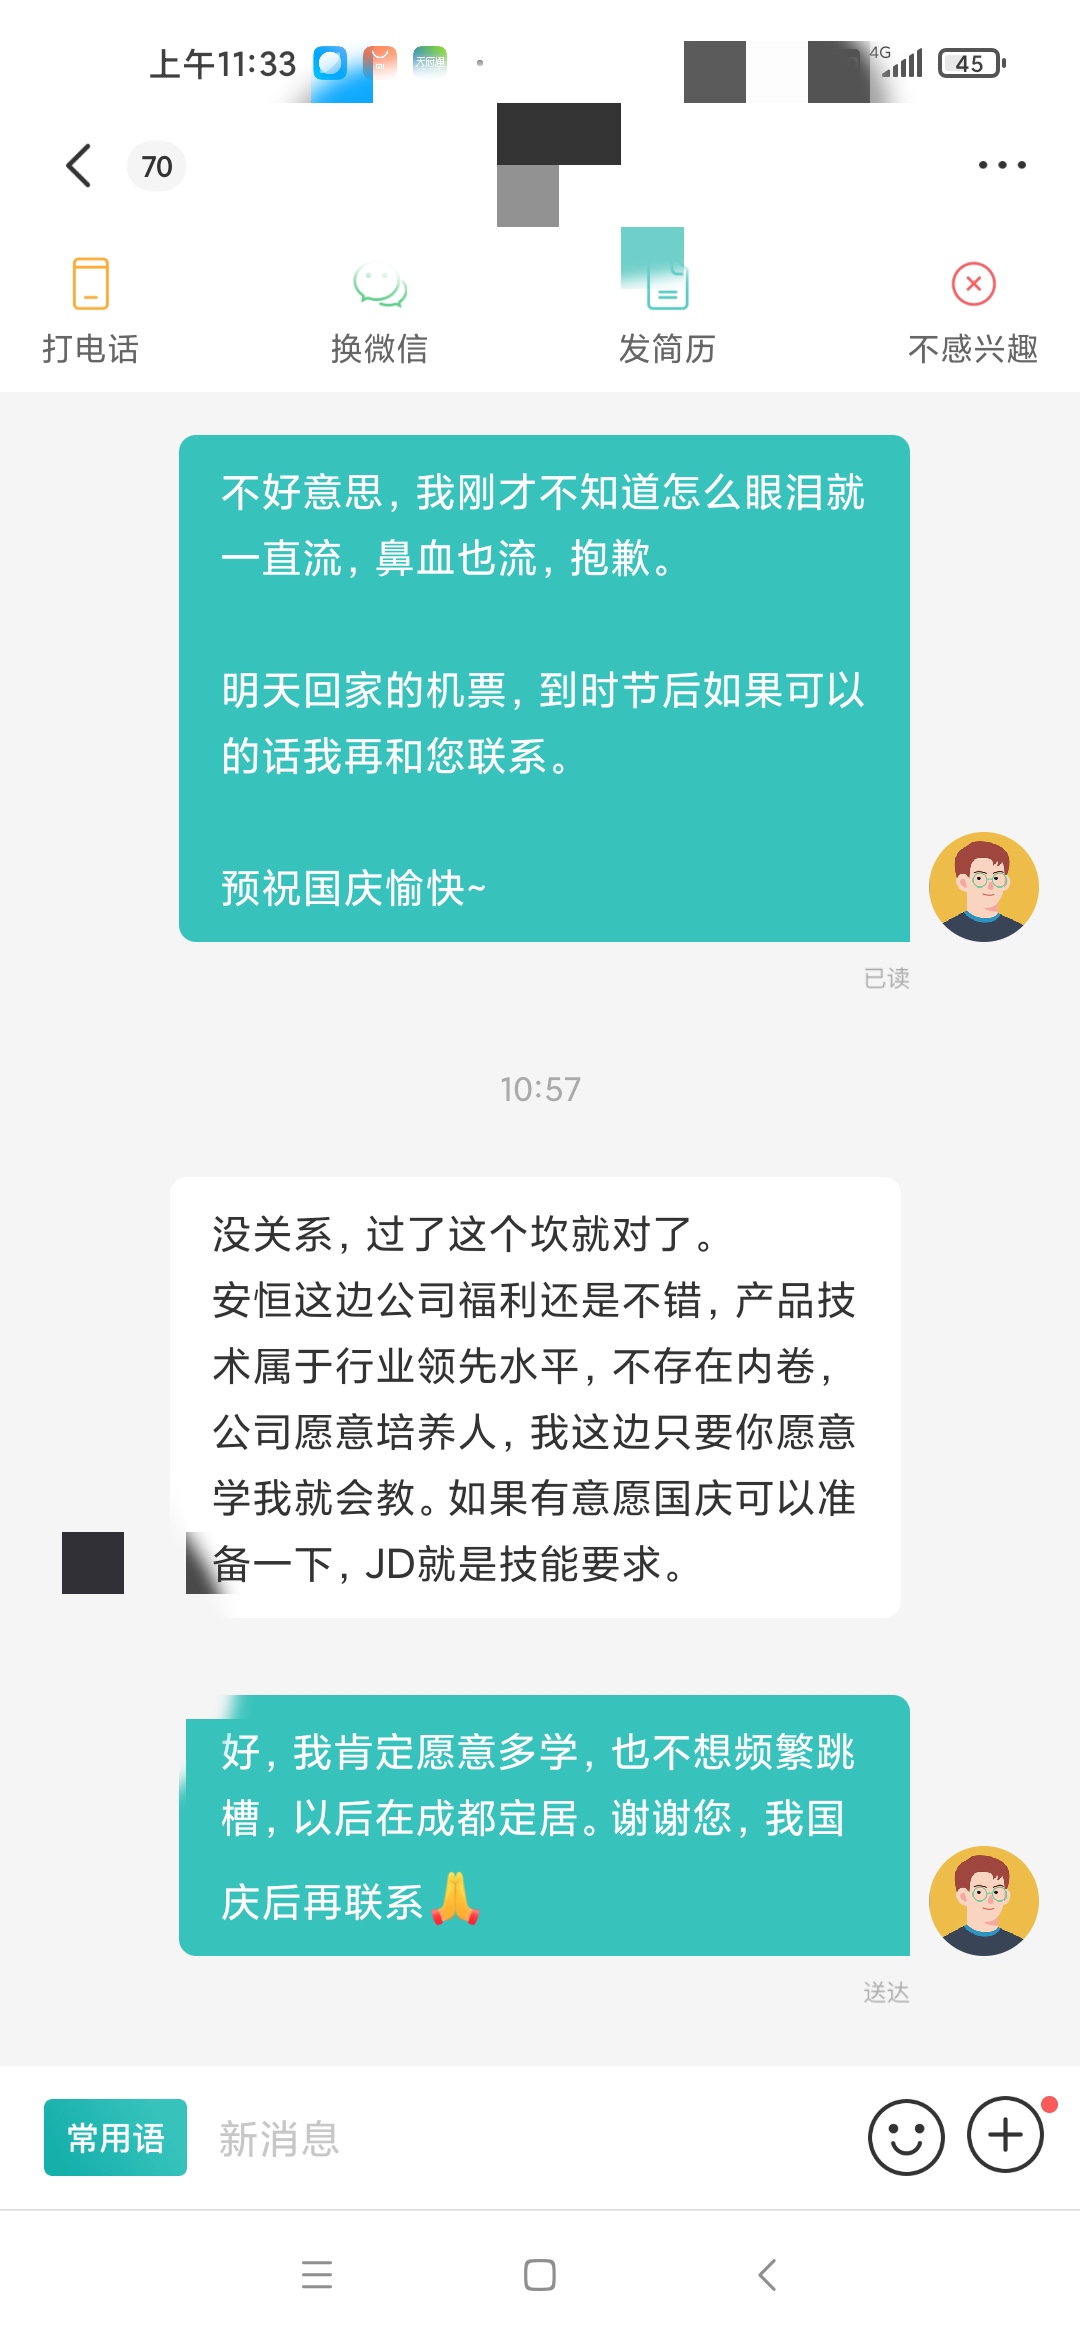 上午11:33
4G
45
70
打电话
换微信
发简历
不感兴趣
不好意思，我刚才不知道怎么眼泪就
一直流，鼻血也流，抱歉。
明天回家的机票，到时节后如果可以
的话我再和您联系。
预祝国庆愉快~
已读
10:57
没关系，过了这个坎就对了。
安恒这边公司福利还是不错，产品技
术属于行业领先水平，不存在内卷，
公司愿意培养人，我这边只要你愿意
学我就会教。如果有意愿国庆可以准
备一下，JD就是技能要求。
好，我肯定愿意多学，也不想频繁跳
槽，以后在成都定居。谢谢您，我国
庆后再联系🙏
送达
常用语
新消息